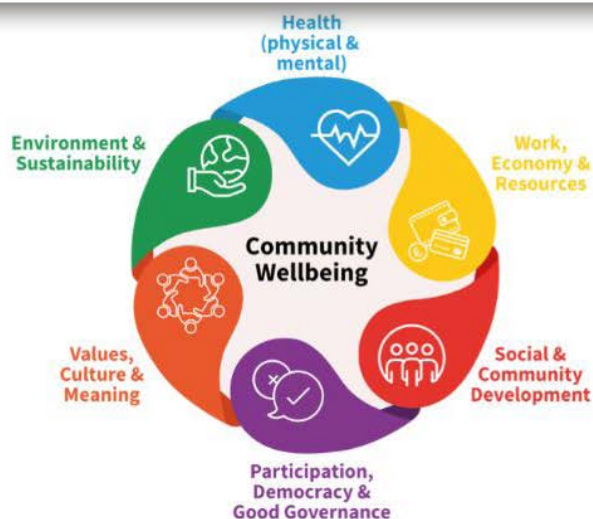 Health
(physical &
mental)
Work,
Economy &
Resources
Social &
Community
Development
Participation,
Democracy &
Good Governance
Values,
Culture &
Meaning
Environment &
Sustainability
Community
Wellbeing